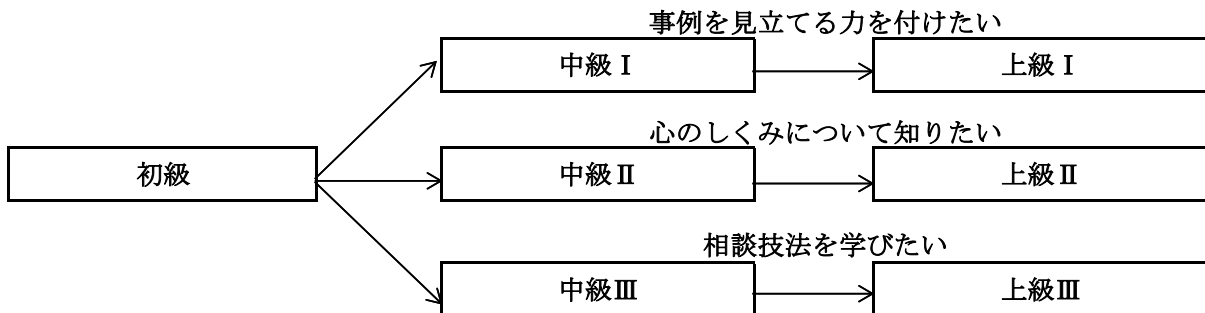 事例を見立てる力を付けたい
中級Ⅰ
上級Ⅰ
心のしくみについて知りたい
初級
中級Ⅱ
上級Ⅱ
相談技法を学びたい
中級Ⅲ
上級Ⅲ